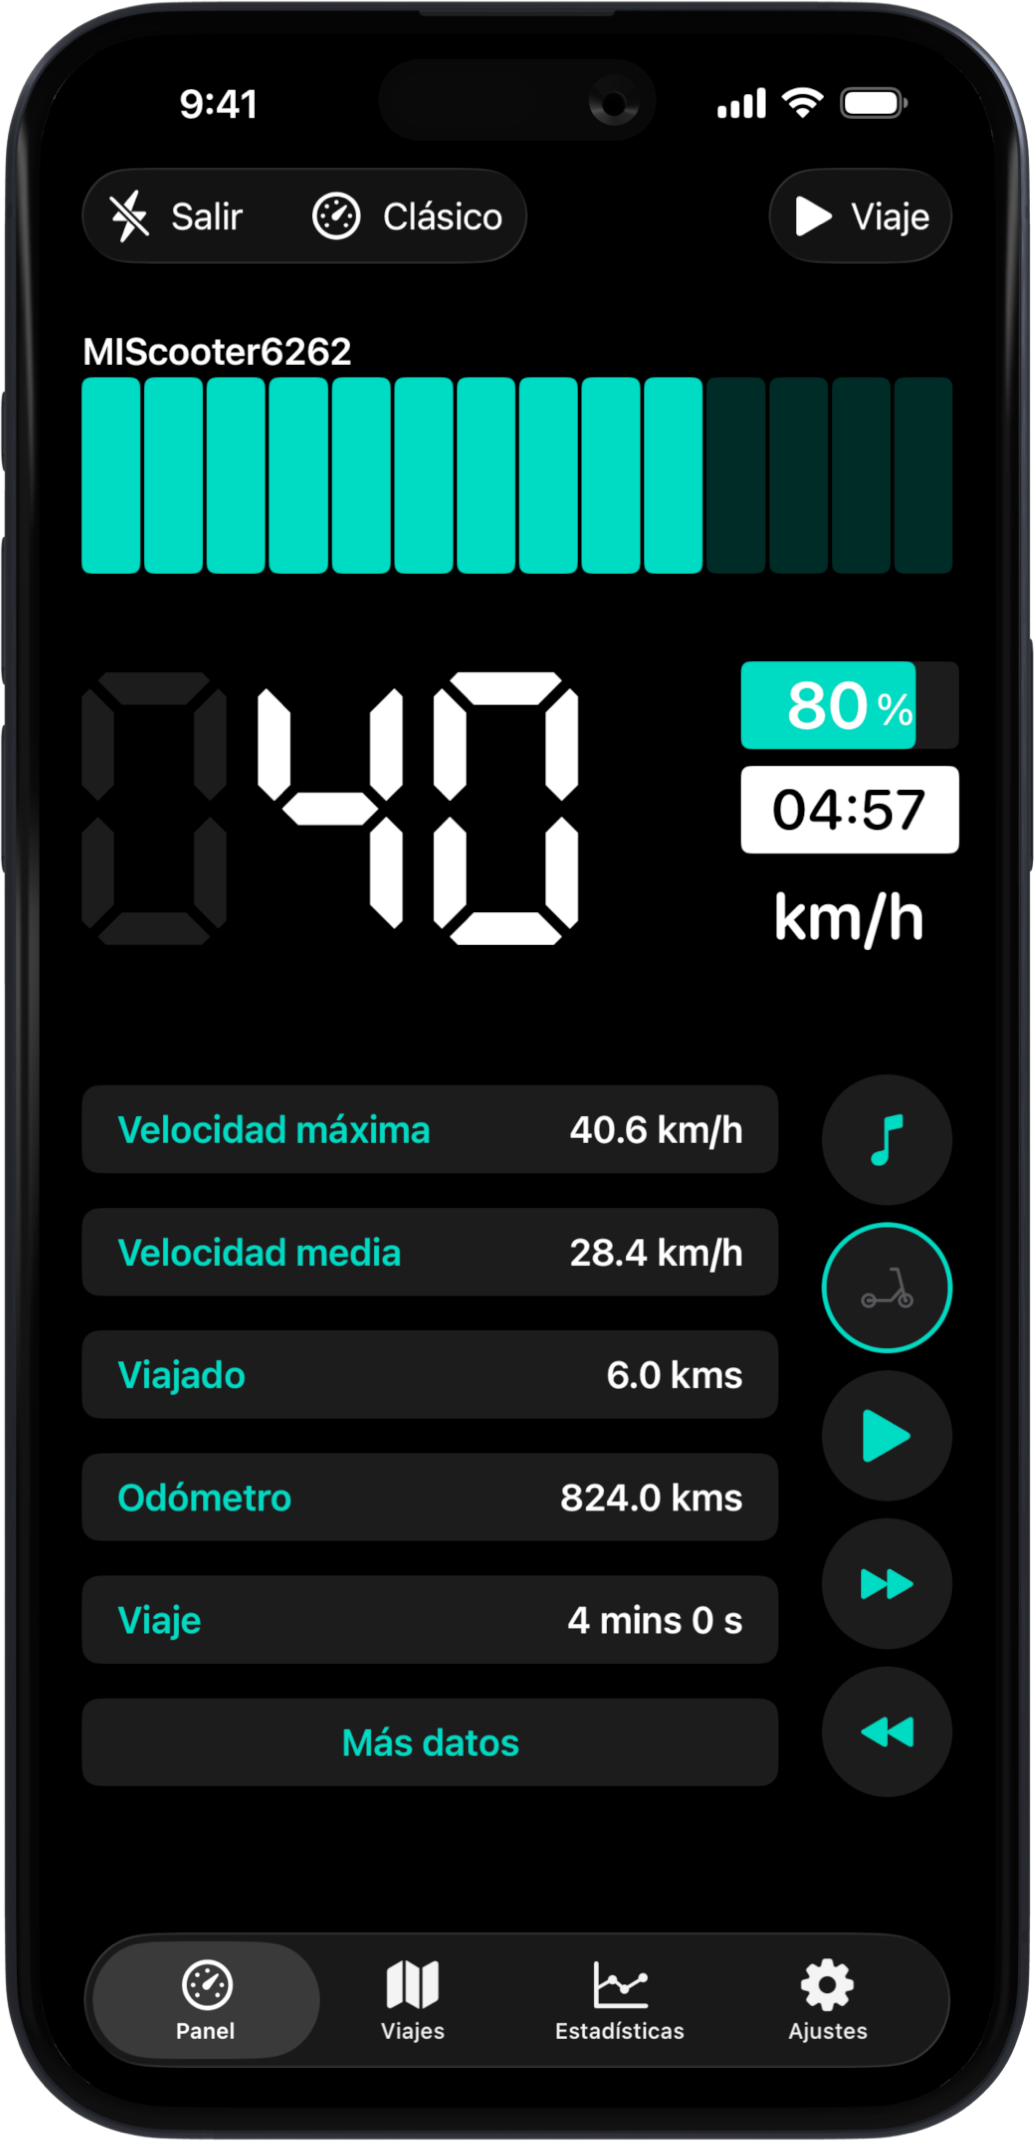 9:41
Salir Clásico Viaje
MIScooter6262
40
80 %
04:57
km/h
Velocidad máxima 40.6 km/h
Velocidad media 28.4 km/h
Viajado 6.0 kms
Odómetro 824.0 kms
Viaje 4 mins 0 s
Más datos
Panel Viajes Estadísticas Ajustes